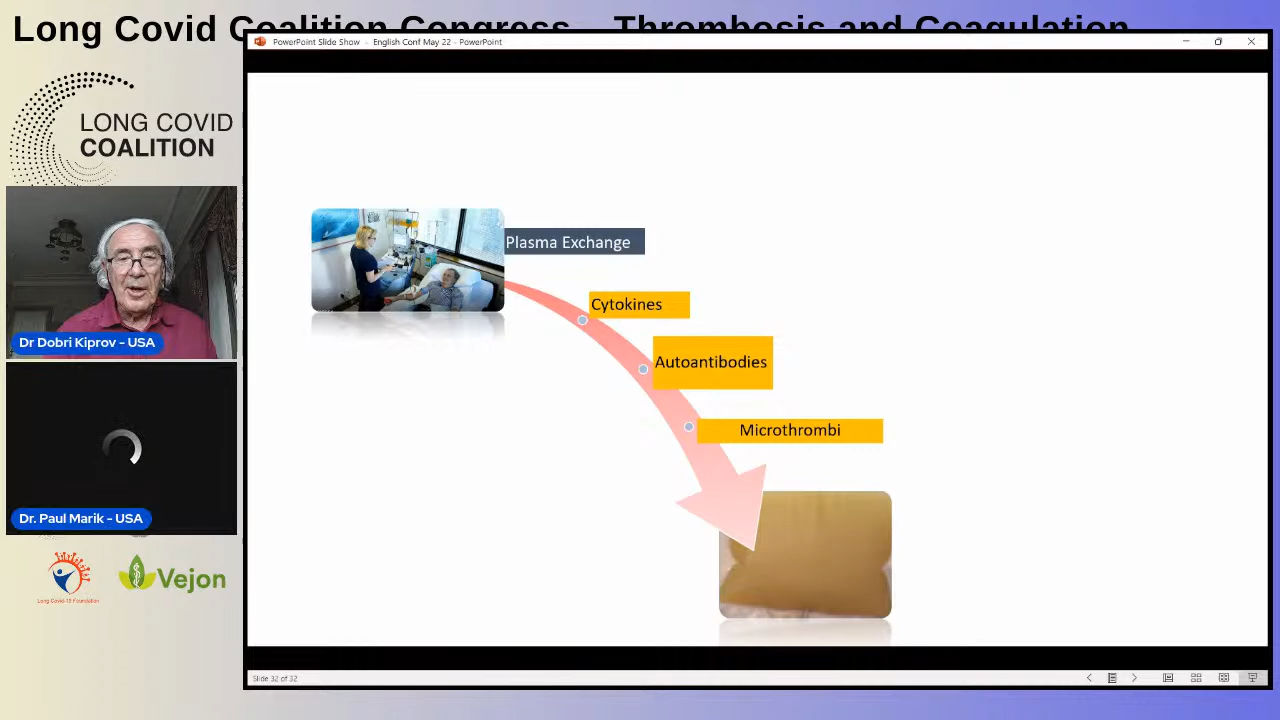 Long Covid Coalition Congress - Thrombosis and Coagulation
PowerPoint Slide Show - English Conf May 22 - PowerPoint
LONG COVID
COALITION
Plasma Exchange
Cytokines
Dr Dobri Kiprov - USA
Autoantibodies
Microthrombi
Dr. Paul Marik - USA
Vejon
Long Covid-19 Foundation
Slide 32 of 32